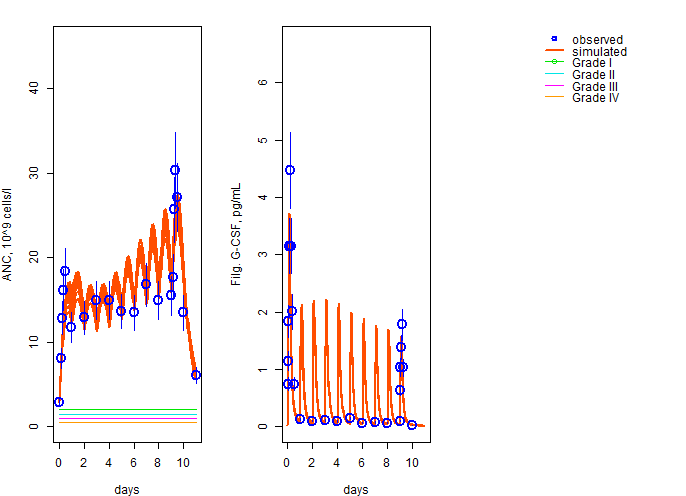 ANC, 10^9 cells/l
40
30
20
10
0
0 2 4 6 8 10
days
Filg, G-CSF, pg/mL
6
5
4
3
2
1
0
0 2 4 6 8 10
days
observed
simulated
Grade I
Grade II
Grade III
Grade IV